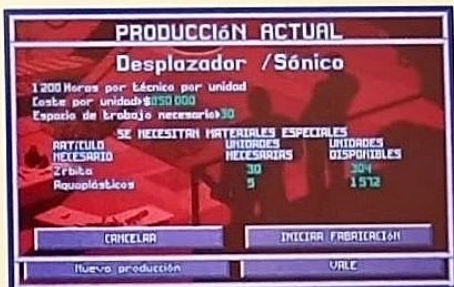 PRODUCCIÓN ACTUAL
Desplazador /Sónico
1200 Horas por técnico por unidad
Coste por unidad>$850 000
Espacio de trabajo necesario>30
SE NECESITAN MATERIALES ESPECIALES
ARTíCULO NECESARIO UNIDADES NECESARIAS UNIDADES DISPONIBLES
Zrbita 30 304
Aquaplásticos 5 1572
CANCELAR INICIAR FABRICACIÓN
Nueva producción VALE